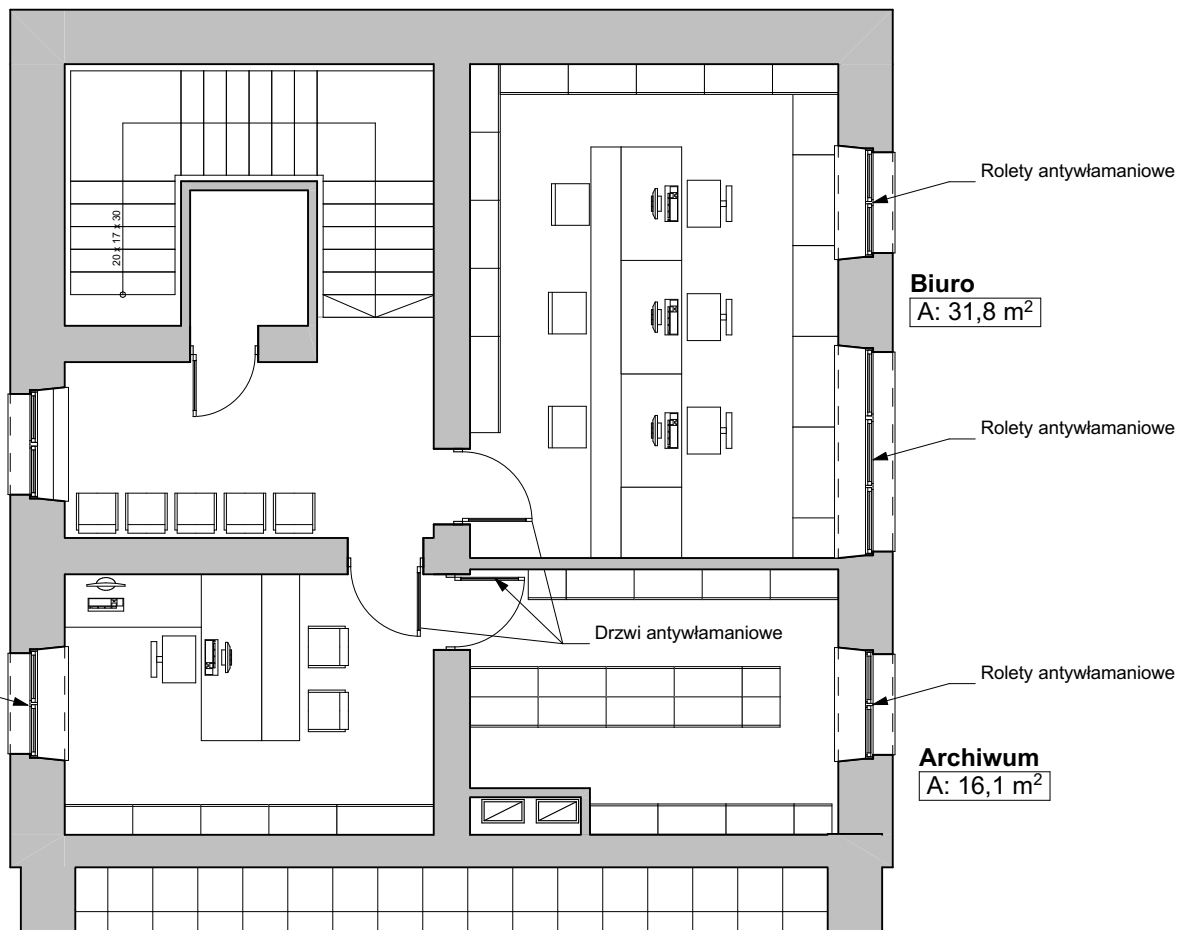 Rolety antywłamaniowe
20 x 17 x 30
Biuro
A: 31,8 m²
Rolety antywłamaniowe
Drzwi antywłamaniowe
Rolety antywłamaniowe
Archiwum
A: 16,1 m²